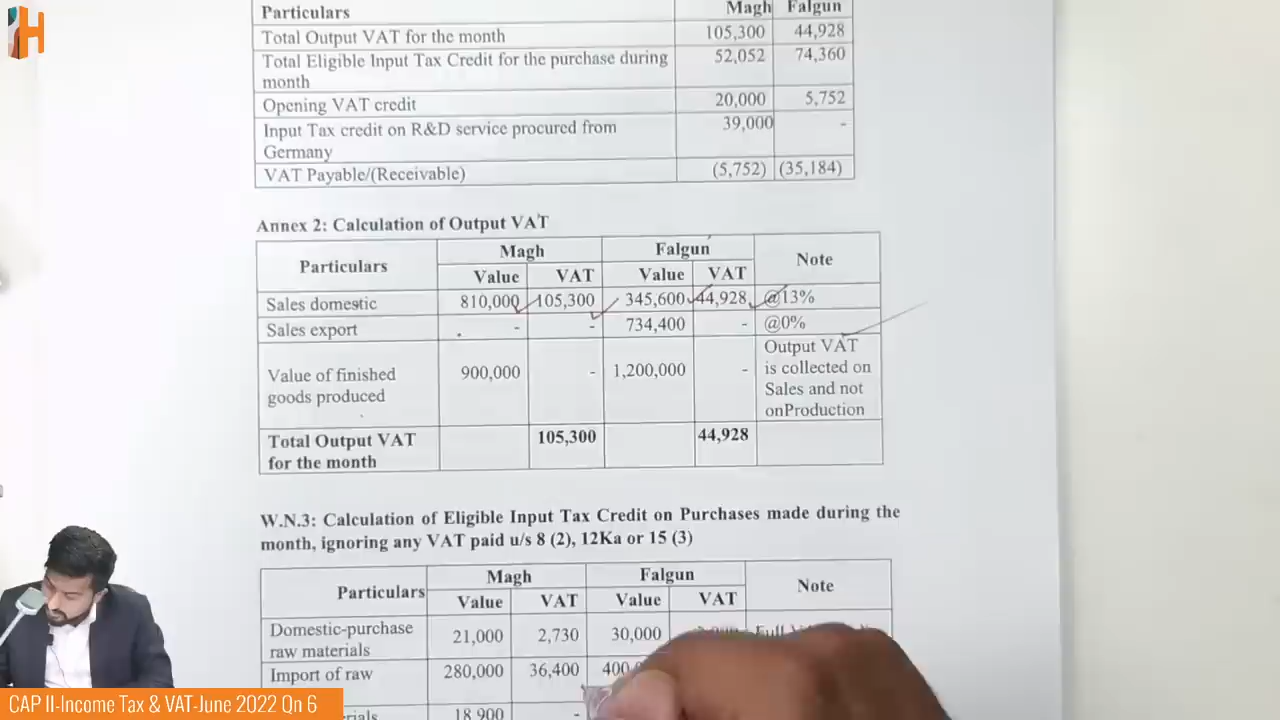 H
Particulars Magh Falgun
Total Output VAT for the month 105,300 44,928
Total Eligible Input Tax Credit for the purchase during 52,052 74,360
month
Opening VAT credit 20,000 5,752
Input Tax credit on R&D service procured from 39,000 -
Germany
VAT Payable/(Receivable) (5,752) (35,184)
Annex 2: Calculation of Output VAT
Particulars Magh Falgun Note
Value VAT Value VAT
Sales domestic 810,000 105,300 345,600 44,928 @13%
Sales export - - 734,400 - @0%
Value of finished
goods produced 900,000 - 1,200,000 - Output VAT
is collected on
Sales and not
onProduction
Total Output VAT
for the month 105,300 44,928
W.N.3: Calculation of Eligible Input Tax Credit on Purchases made during the
month, ignoring any VAT paid u/s 8 (2), 12Ka or 15 (3)
Particulars Magh Falgun Note
Value VAT Value VAT
Domestic-purchase
raw materials 21,000 2,730 30,000 Full
Import of raw 280,000 36,400
18,900 -
CAP II-Income Tax & VAT-June 2022 Qn 6